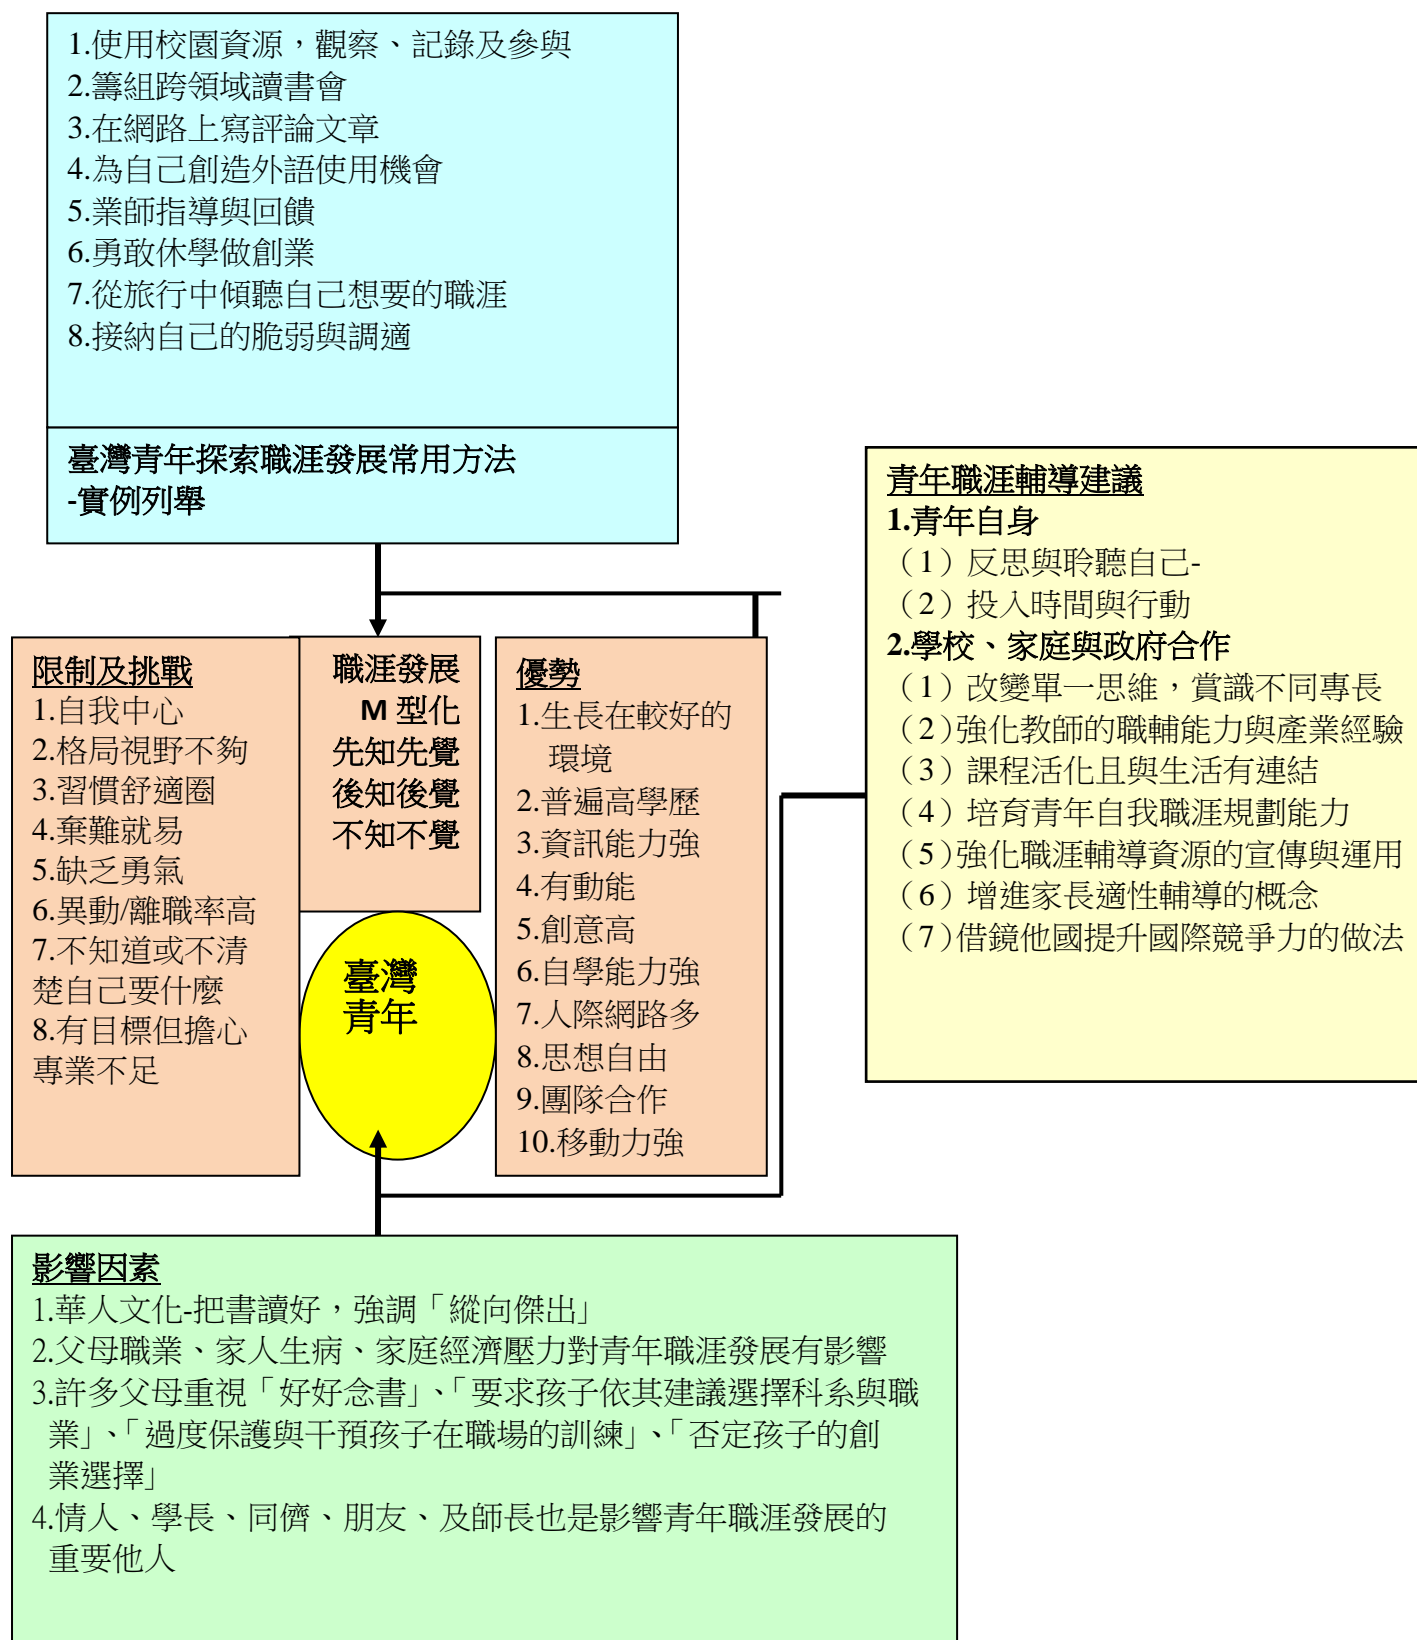 1.使用校園資源，觀察、記錄及參與
2.籌組跨領域讀書會
3.在網路上寫評論文章
4.為自己創造外語使用機會
5.業師指導與回饋
6.勇敢休學做創業
7.從旅行中傾聽自己想要的職涯
8.接納自己的脆弱與調適
臺灣青年探索職涯發展常用方法
-實例列舉
限制及挑戰
1.自我中心
2.格局視野不夠
3.習慣舒適圈
4.棄難就易
5.缺乏勇氣
6.異動/離職率高
7.不知道或不清
楚自己要什麼
8.有目標但擔心
專業不足
職涯發展
M 型化
先知先覺
後知後覺
不知不覺
臺灣
青年
優勢
1.生長在較好的
環境
2.普遍高學歷
3.資訊能力強
4.有動能
5.創意高
6.自學能力強
7.人際網路多
8.思想自由
9.團隊合作
10.移動力強
青年職涯輔導建議
1.青年自身
（1）反思與聆聽自己-
（2）投入時間與行動
2.學校、家庭與政府合作
（1）改變單一思維，賞識不同專長
（2）強化教師的職輔能力與產業經驗
（3）課程活化且與生活有連結
（4）培育青年自我職涯規劃能力
（5）強化職涯輔導資源的宣傳與運用
（6）增進家長適性輔導的概念
（7）借鏡他國提升國際競爭力的做法
影響因素
1.華人文化-把書讀好，強調「縱向傑出」
2.父母職業、家人生病、家庭經濟壓力對青年職涯發展有影響
3.許多父母重視「好好念書」、「要求孩子依其建議選擇科系與職
業」、「過度保護與干預孩子在職場的訓練」、「否定孩子的創
業選擇」
4.情人、學長、同儕、朋友、及師長也是影響青年職涯發展的
重要他人